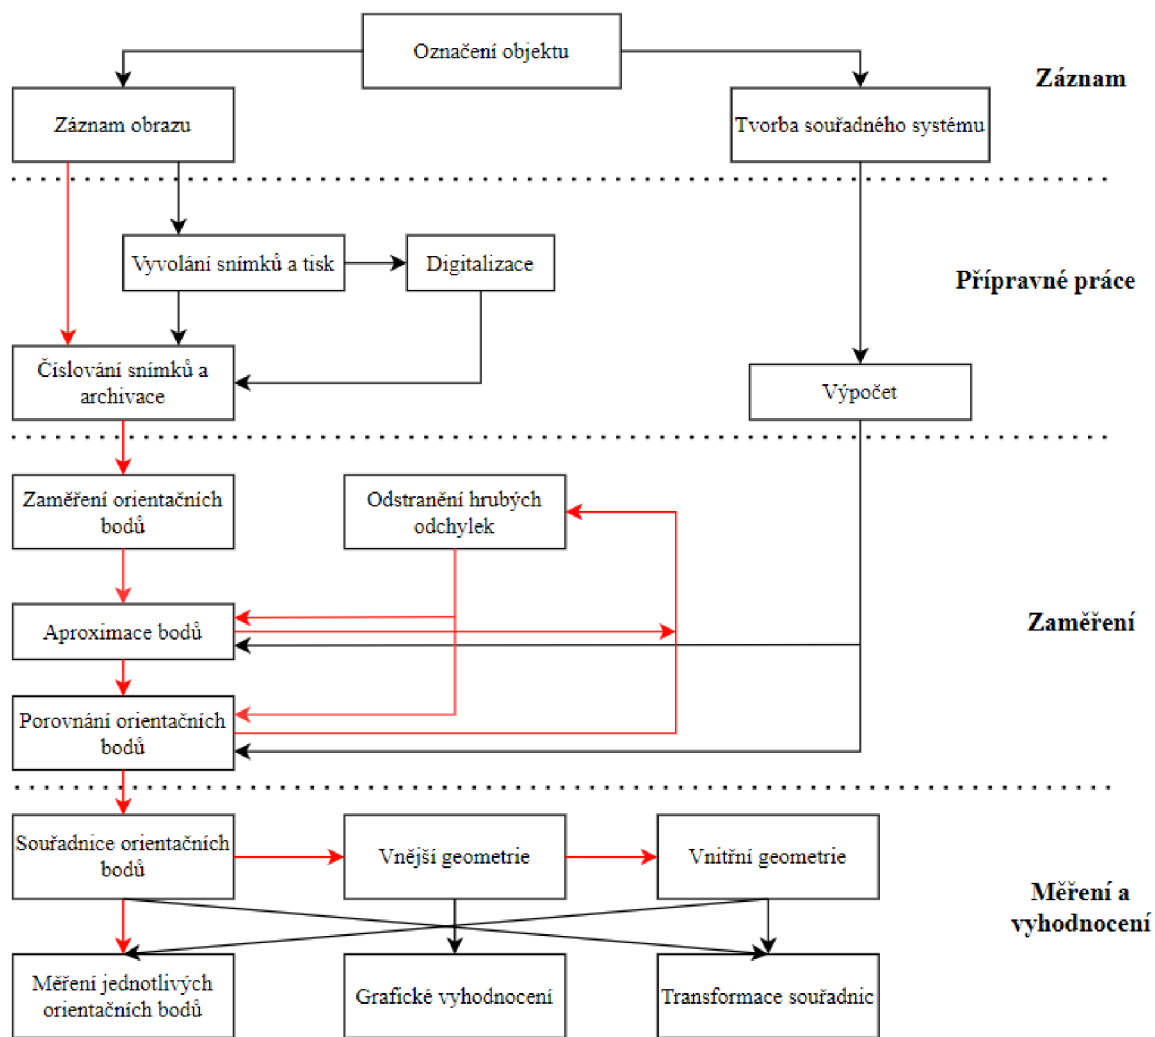 Označení objektu
Záznam
Záznam obrazu
Tvorba souřadného systému
Vyvolání snímků a tisk
Digitalizace
Přípravné práce
Číslování snímků a
archivace
Výpočet
Zaměření orientačních
bodů
Odstranění hrubých
odchylek
Aproximace bodů
Zaměření
Porovnání orientačních
bodů
Souřadnice orientačních
bodů
Vnější geometrie
Vnitřní geometrie
Měření a
vyhodnocení
Měření jednotlivých
orientačních bodů
Grafické vyhodnocení
Transformace souřadnic